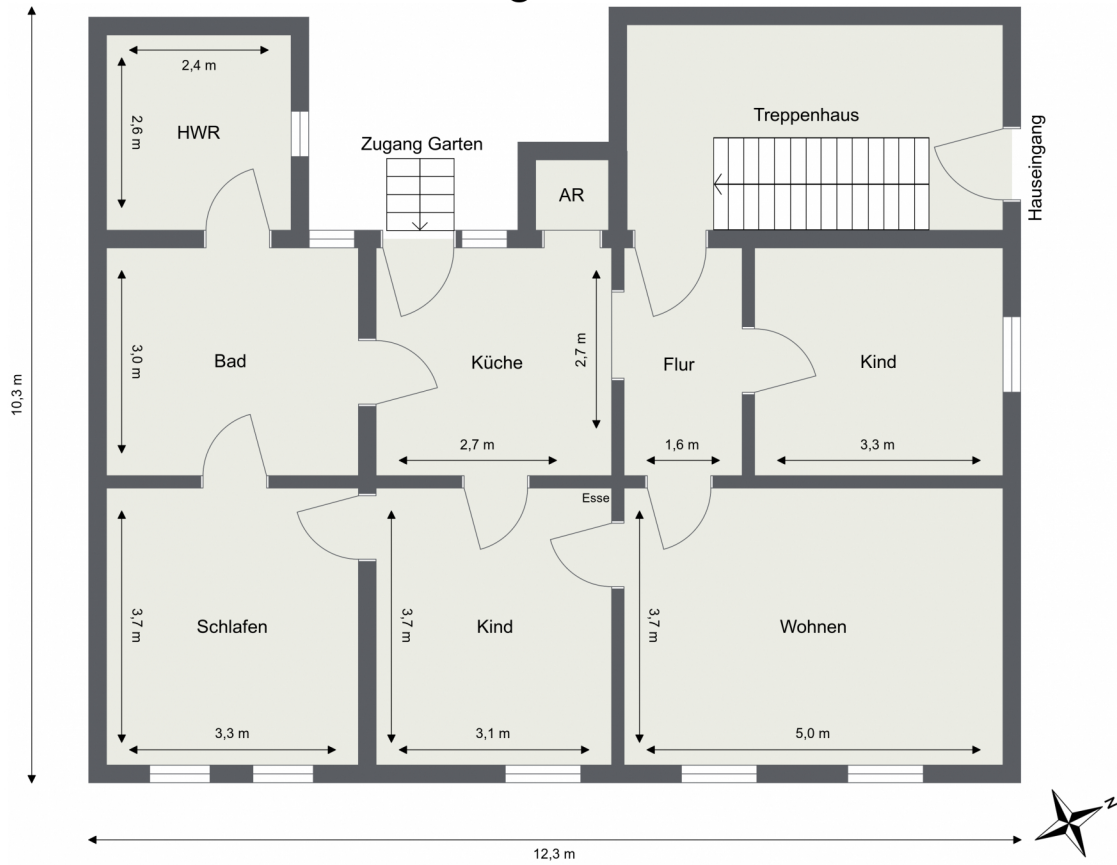 2,4 m
2,6 m
HWR
Zugang Garten
AR
Treppenhaus
Hauseingang
10,3 m
3,0 m
Bad
Küche
2,7 m
2,7 m
Flur
1,6 m
Kind
3,3 m
Esse
3,7 m
Schlafen
3,3 m
3,7 m
Kind
3,1 m
3,7 m
Wohnen
5,0 m
N
12,3 m